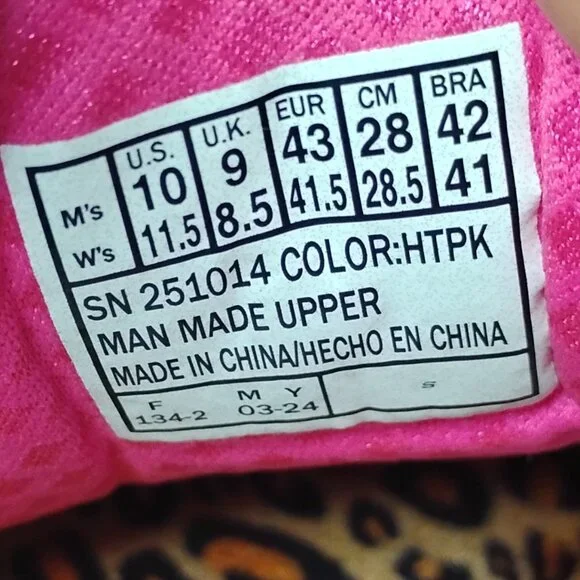 U.S. U.K. EUR CM BRA
M's 10 9 43 28 42
W's 11.5 8.5 41.5 28.5 41
SN 251014 COLOR:HTPK
MAN MADE UPPER
MADE IN CHINA/HECHO EN CHINA
F M Y S
134-2 03-24